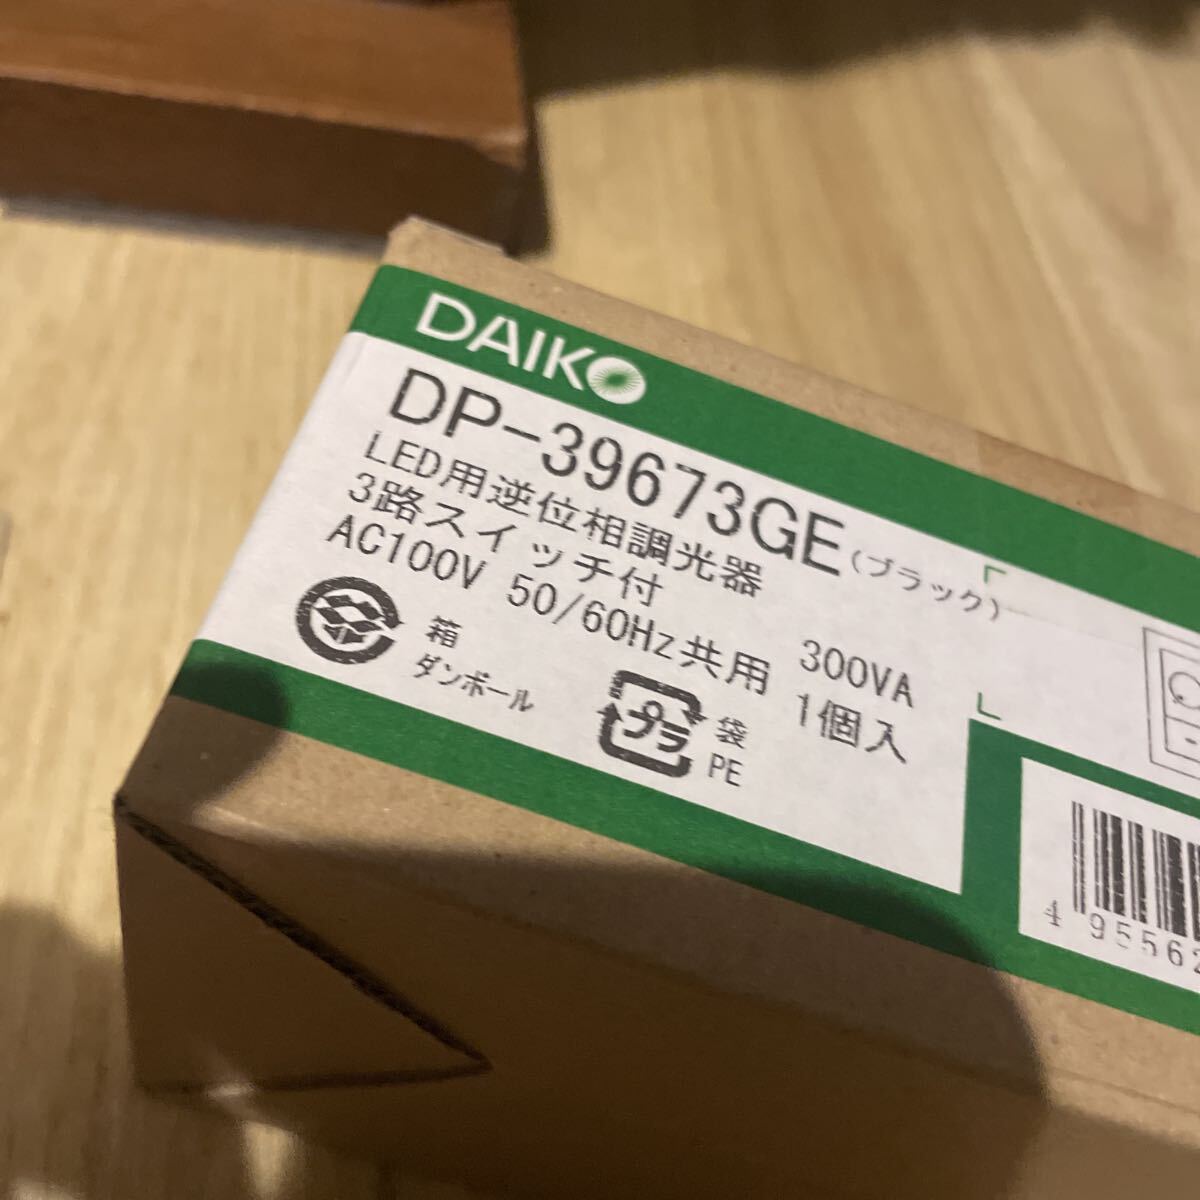 DAIKO
DP-39673GE(ブラック)
LED用逆位相調光器
3路スイッチ付
AC100V 50/60Hz共用 300VA
1個入
箱
ダンボール
プラ
袋
PE
4 95562